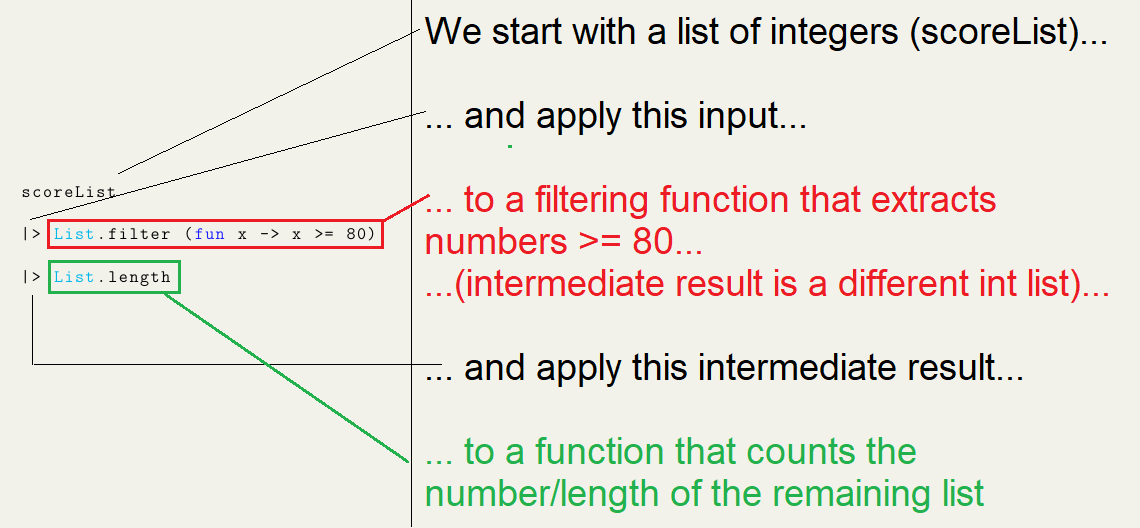 We start with a list of integers (scoreList)...
... and apply this input...
scoreList
|> List.filter (fun x -> x >= 80)
|> List.length
... to a filtering function that extracts
numbers >= 80...
...(intermediate result is a different int list)...
... and apply this intermediate result...
... to a function that counts the
number/length of the remaining list